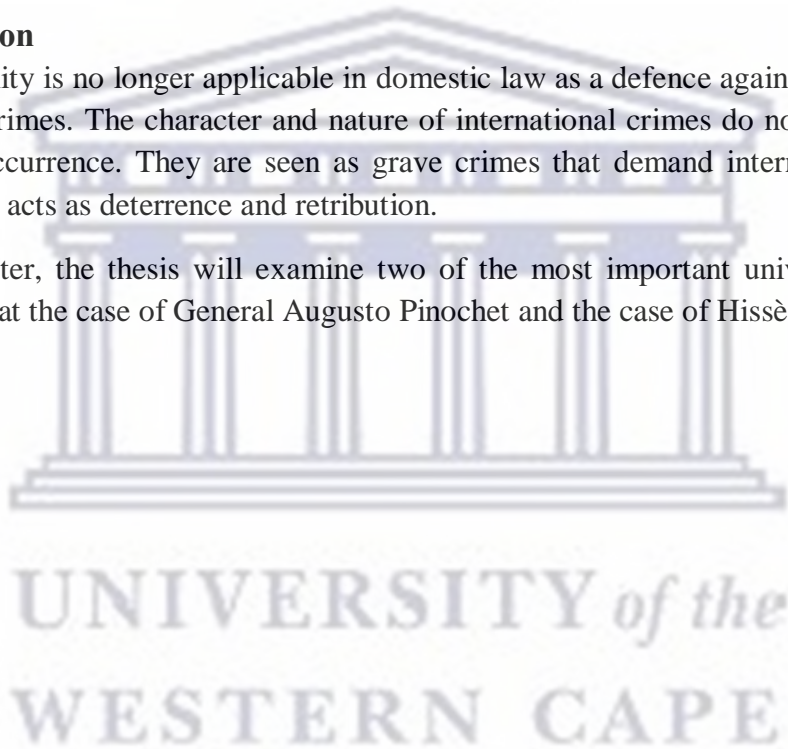 on
ity is no longer applicable in domestic law as a defence again
rimes. The character and nature of international crimes do no
ccurrence. They are seen as grave crimes that demand interr
acts as deterrence and retribution.
ter, the thesis will examine two of the most important univ
at the case of General Augusto Pinochet and the case of Hissè
UNIVERSITY of the
WESTERN CAPE